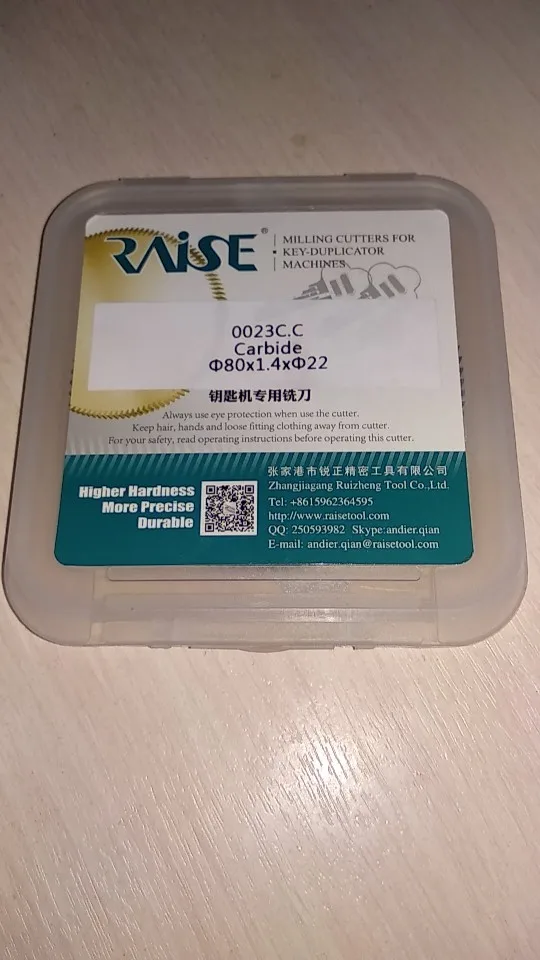 RAiSE®
MILLING CUTTERS FOR
KEY-DUPLICATOR
MACHINES
0023C.C
Carbide
Φ80x1.4xΦ22
钥匙机专用铣刀
Always use eye protection when use the cutter.
Keep hair, hands and loose fitting clothing away from cutter.
For your safety, read operating instructions before operating this cutter.
Higher Hardness
More Precise
Durable
张家港市锐正精密工具有限公司
Zhangjiagang Ruizheng Tool Co.,Ltd.
Tel: +8615962364595
http://www.raisetool.com
QQ: 250593982 Skype:andier.qian
E-mail: andier.qian@raisetool.com